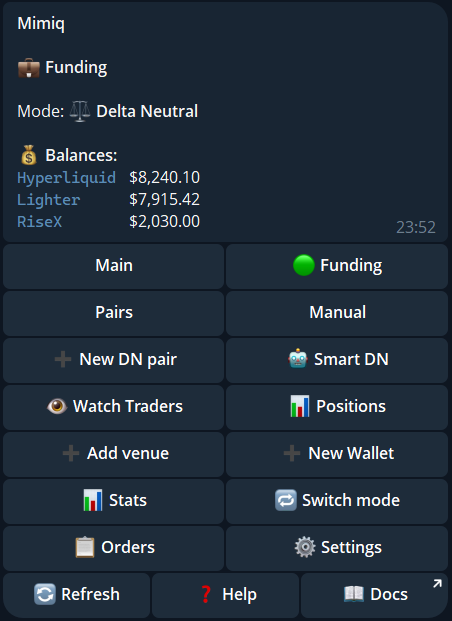 Mimiq
💼 Funding
Mode: ⚖️ Delta Neutral
💰 Balances:
Hyperliquid $8,240.10
Lighter $7,915.42
RiseX $2,030.00
23:52
Main
🟢 Funding
Pairs
Manual
➕ New DN pair
🤖 Smart DN
👁️ Watch Traders
📊 Positions
➕ Add venue
➕ New Wallet
📊 Stats
🔁 Switch mode
📋 Orders
⚙️ Settings
🔄 Refresh
❓ Help
📖 Docs